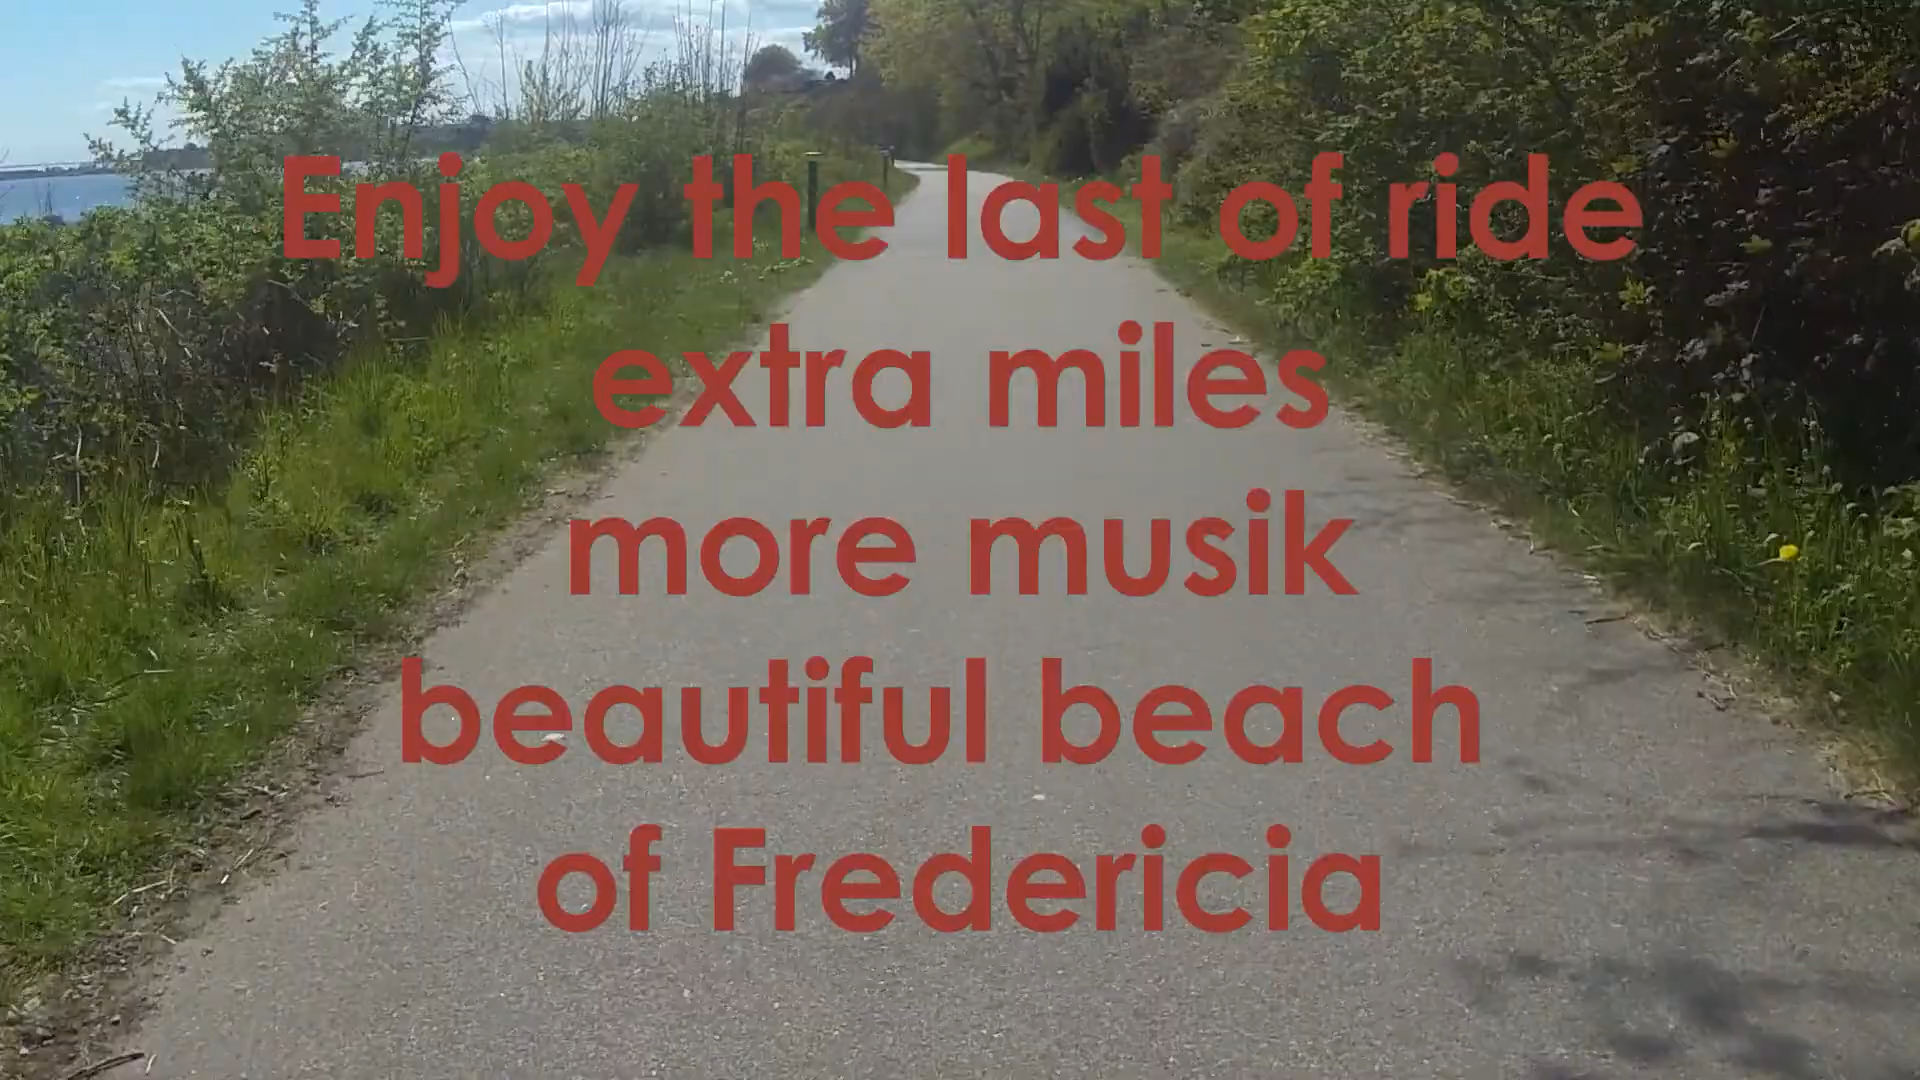 Enjoy the last of ride
extra miles
more musik
beautiful beach
of Fredericia